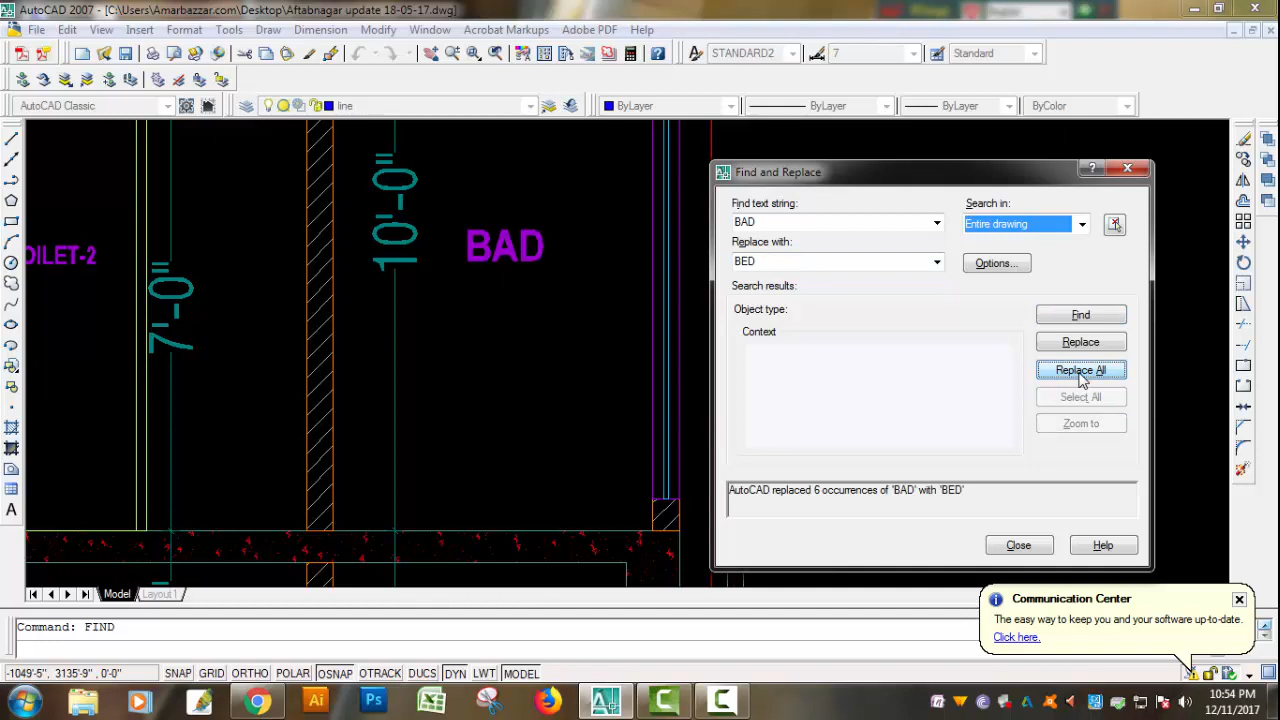 AutoCAD 2007 - [C:\Users\Amarbazzar.com\Desktop\Aftabnagar update 18-05-17.dwg]
File Edit View Insert Format Tools Draw Dimension Modify Window Acrobat Markups Adobe PDF Help
STANDARD2 7 Standard
AutoCAD Classic line ByLayer ByLayer ByLayer ByColor
Find and Replace
Find text string: Search in:
BAD Entire drawing
Replace with:
BED Options...
Search results:
Object type: Find
Context
Replace
Replace All
Select All
Zoom to
AutoCAD replaced 6 occurrences of 'BAD' with 'BED'
Close Help
10'-0"
BAD
OILET-2
7'-0"
Model Layout1
Communication Center
The easy way to keep you and your software up-to-date.
Click here.
Command: FIND
-1049'-5", 3135'-9" , 0'-0" SNAP GRID ORTHO POLAR OSNAP OTRACK DUCS DYN LWT MODEL
Ai Ps
10:54 PM
12/11/2017